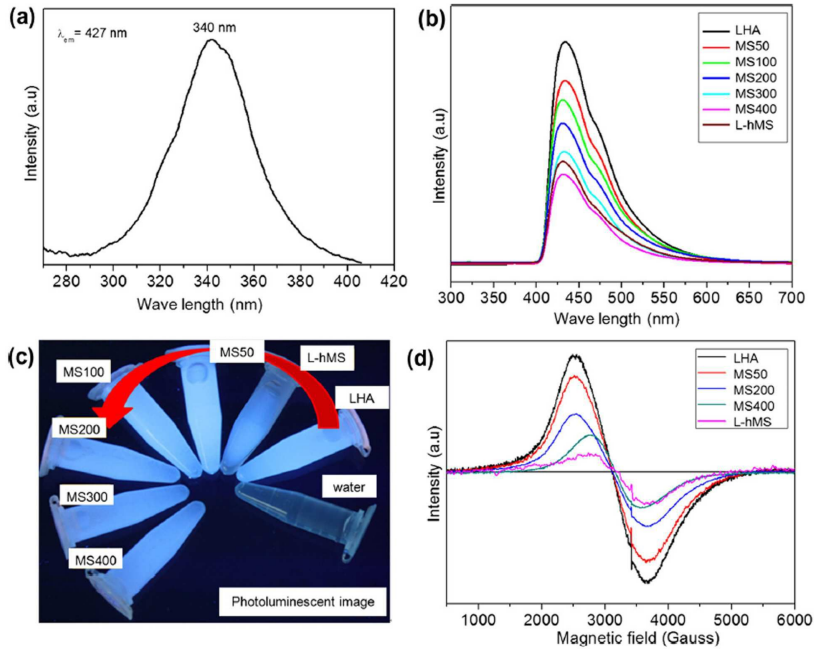 (a)
λem= 427 nm
340 nm
Intensity (a.u)
280 300 320 340 360 380 400 420
Wave length (nm)
(b)
LHA
MS50
MS100
MS200
MS300
MS400
L-hMS
Intensity (a.u)
300 350 400 450 500 550 600 650 700
Wave length (nm)
(c)
MS50
L-hMS
MS100
LHA
MS200
water
MS300
MS400
Photoluminescent image
(d)
LHA
MS50
MS200
MS400
L-hMS
Intensity (a.u)
1000 2000 3000 4000 5000 6000
Magnetic field (Gauss)